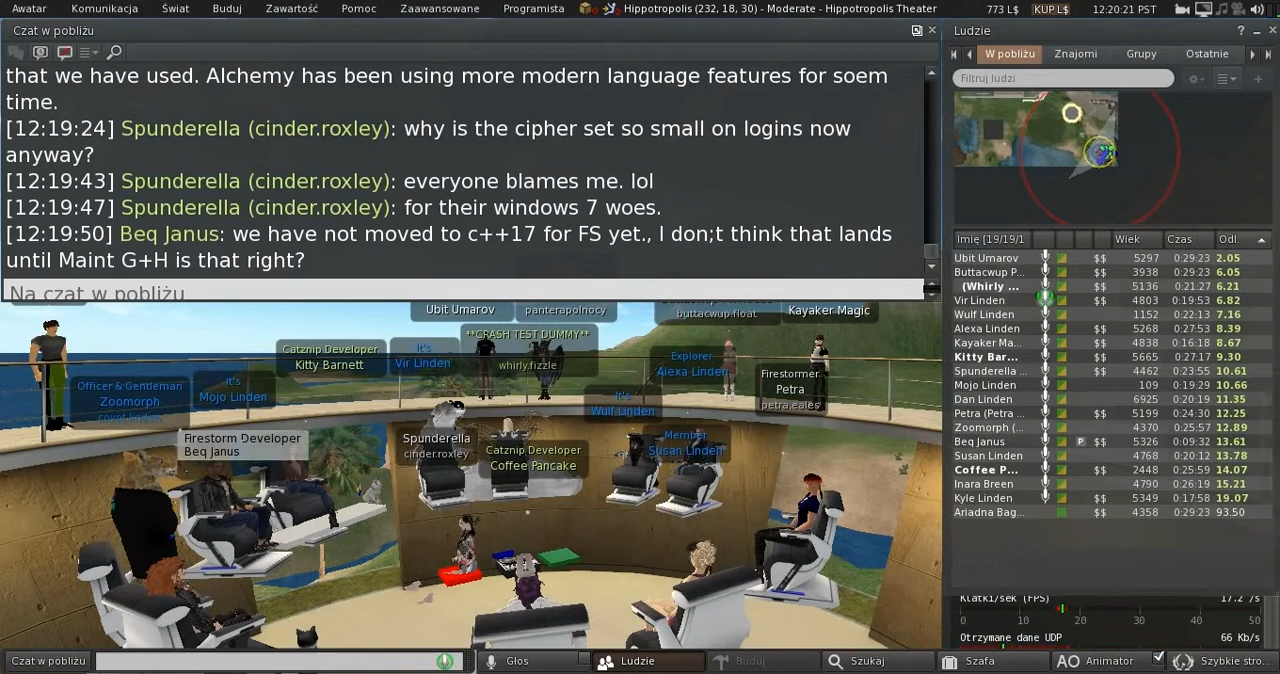 Awatar Komunikacja Świat Buduj Zawartość Pomoc Zaawansowane Programista Hippotropolis (232, 18, 30) - Moderate - Hippotropolis Theater 773 L$ KUP L$ 12:20:21 PST
Czat w pobliżu
that we have used. Alchemy has been using more modern language features for soem
time.
[12:19:24] Spunderella (cinder.roxley): why is the cipher set so small on logins now
anyway?
[12:19:43] Spunderella (cinder.roxley): everyone blames me. lol
[12:19:47] Spunderella (cinder.roxley): for their windows 7 woes.
[12:19:50] Beq Janus: we have not moved to c++17 for FS yet., I don;t think that lands
until Maint G+H is that right?
Na czat w pobliżu
Ubit Umarov
panterapolnocy
buttacwup.float
Kayaker Magic
**CRASH TEST DUMMY**
whirly.fizzle
Catznip Developer
Kitty Barnett
It's
Vir Linden
Explorer
Alexa Linden
Firestormer
Petra
petra.eales
Officer & Gentleman
Zoomorph
count.linden
It's
Mojo Linden
It's
Wulf Linden
Firestorm Developer
Beq Janus
Spunderella
cinder.roxley
Catznip Developer
Coffee Pancake
Member
Susan Linden
Ludzie
W pobliżu Znajomi Grupy Ostatnie
Filtruj ludzi
Imię [19/19/1 Wiek Czas Odl.
Ubit Umarov $$ 5297 0:29:23 2.05
Buttacwup P... $$ 3938 0:29:23 6.05
(Whirly ... $$ 5136 0:21:27 6.21
Vir Linden $$ 4803 0:19:53 6.82
Wulf Linden 1152 0:22:13 7.16
Alexa Linden $$ 5268 0:27:53 8.39
Kayaker Ma... $$ 4838 0:16:18 8.67
Kitty Bar... $$ 5665 0:27:17 9.30
Spunderella ... $$ 4462 0:23:55 10.61
Mojo Linden 109 0:19:29 10.66
Dan Linden 6925 0:20:19 11.35
Petra (Petra ... $$ 5199 0:24:30 12.25
Zoomorph (... 4370 0:25:57 12.89
Beq Janus P $$ 5326 0:09:32 13.61
Susan Linden 4768 0:20:12 13.78
Coffee P... $$ 2448 0:25:59 14.07
Inara Breen 4790 0:26:19 15.21
Kyle Linden $$ 5349 0:17:58 19.07
Ariadna Bag... $$ 4358 0:29:23 93.50
Klatki/sek (FPS) 17.2 /s
0 10 20 30 40 50
Otrzymane dane UDP 66 Kb/s
Czat w pobliżu Głos Ludzie Buduj Szukaj Szafa AO Animator Szybkie stro...